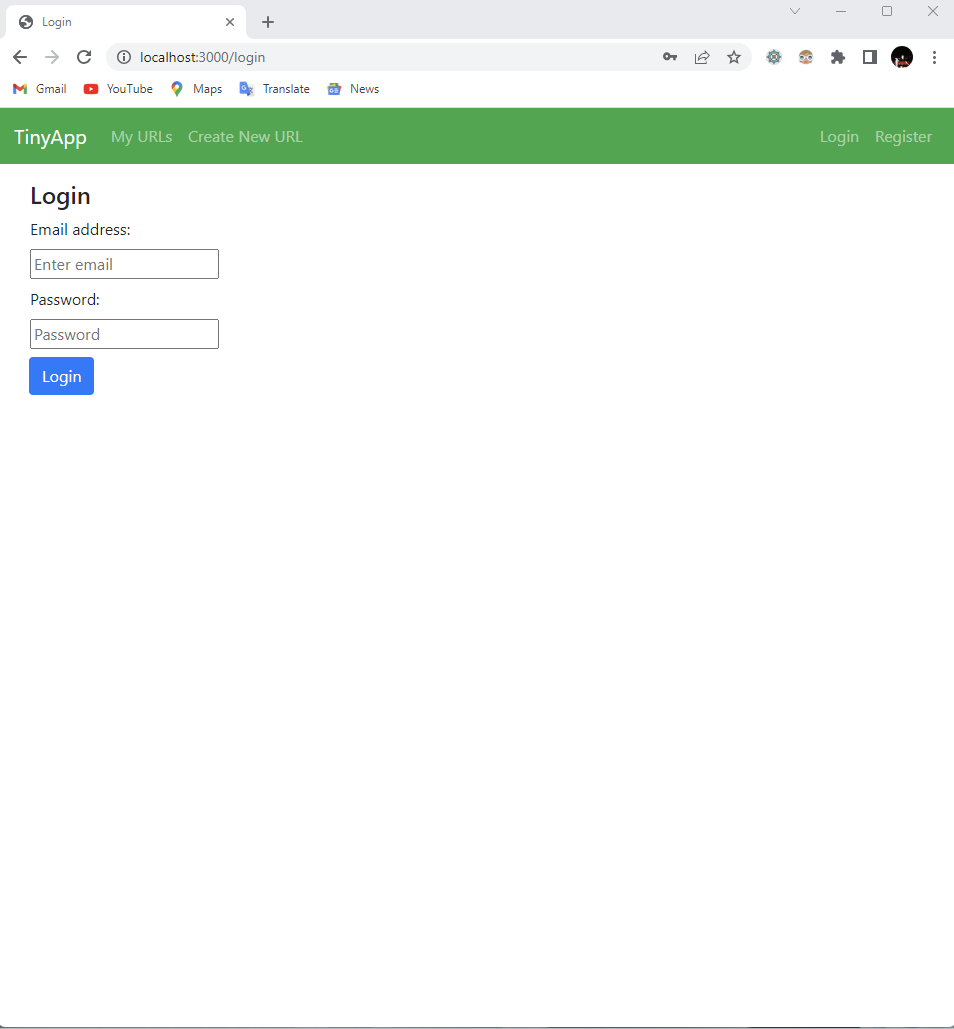 Login
localhost:3000/login
Gmail YouTube Maps Translate News
TinyApp My URLs Create New URL Login Register
Login
Email address:
Enter email
Password:
Password
Login